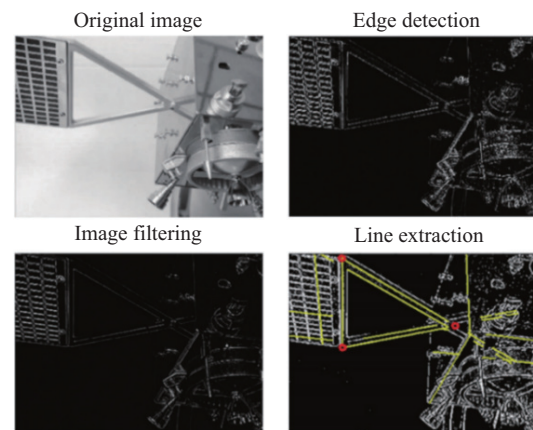 Original image
Edge detection
Image filtering
Line extraction